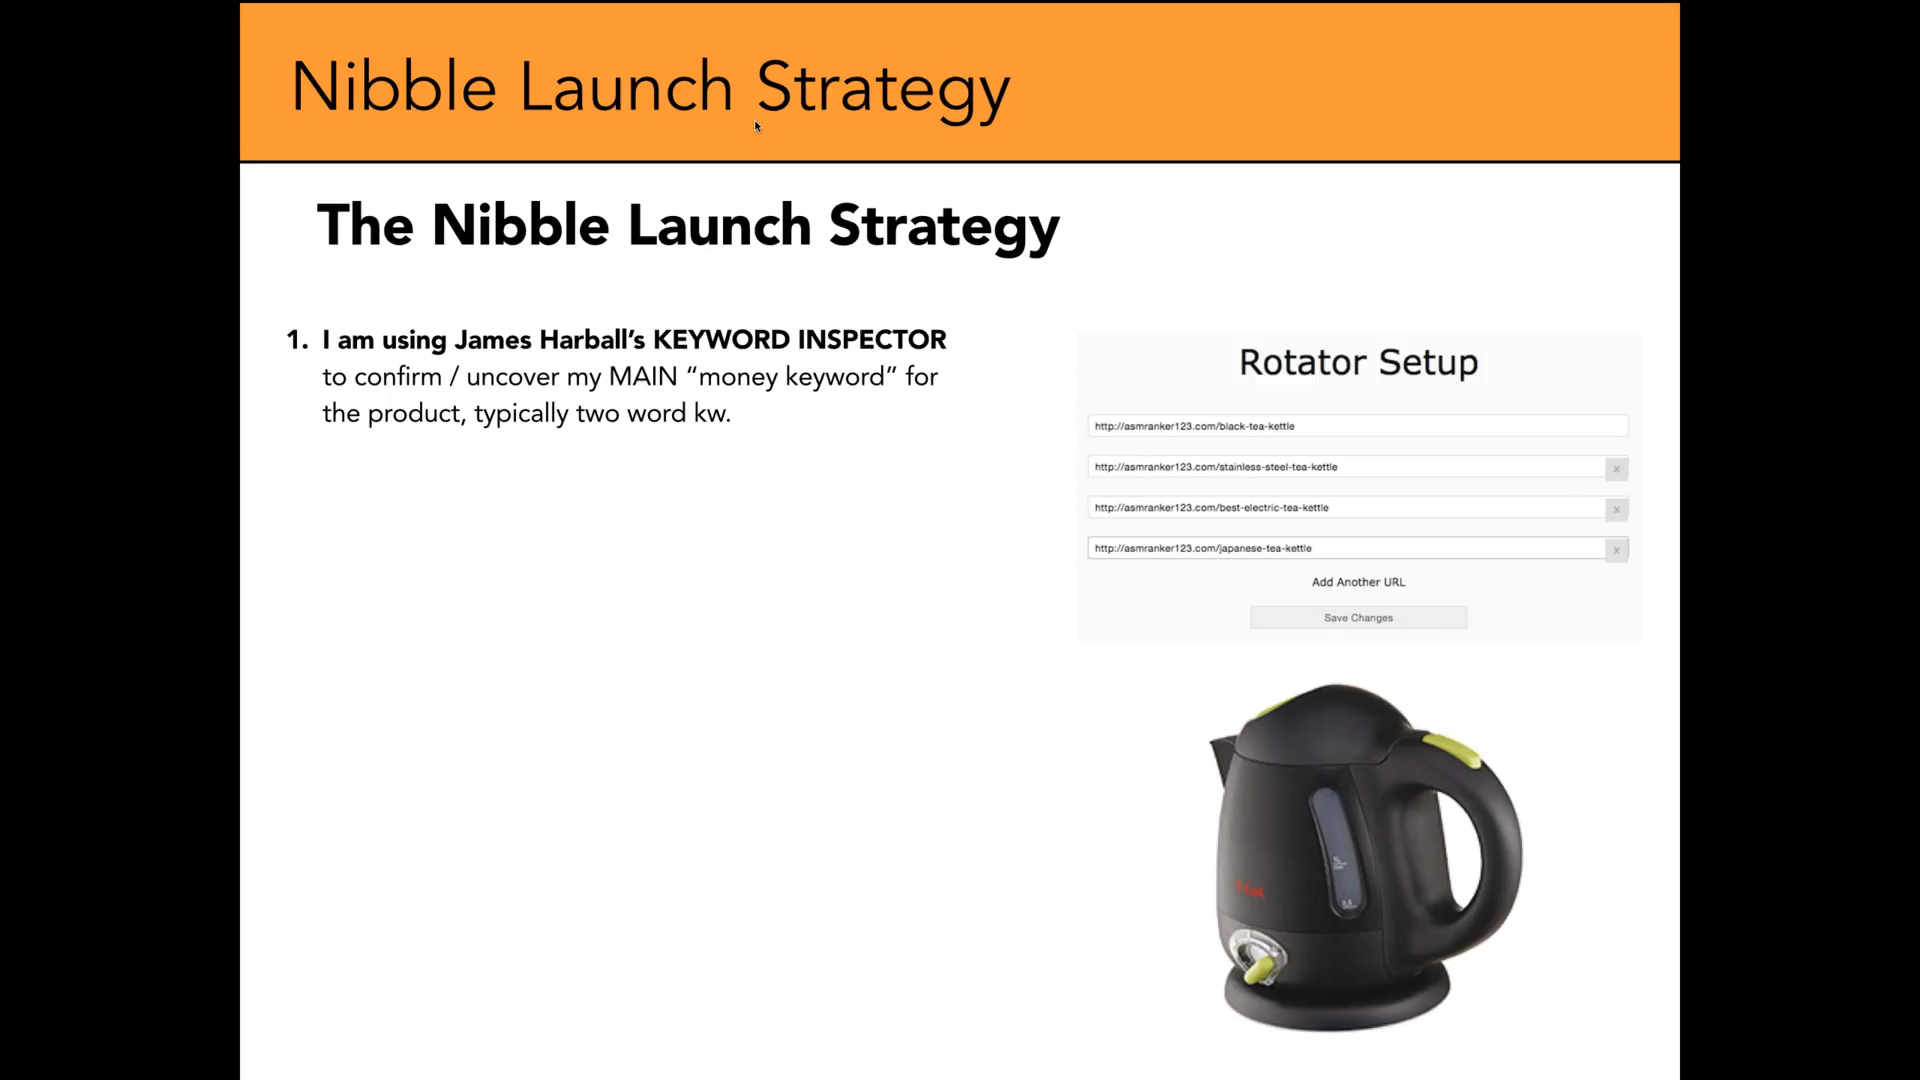 Nibble Launch Strategy
The Nibble Launch Strategy
1. I am using James Harball’s KEYWORD INSPECTOR
to confirm / uncover my MAIN “money keyword” for
the product, typically two word kw.
Rotator Setup
http://asmranker123.com/black-tea-kettle
http://asmranker123.com/stainless-steel-tea-kettle
x
http://asmranker123.com/best-electric-tea-kettle
x
http://asmranker123.com/japanese-tea-kettle
x
Add Another URL
Save Changes